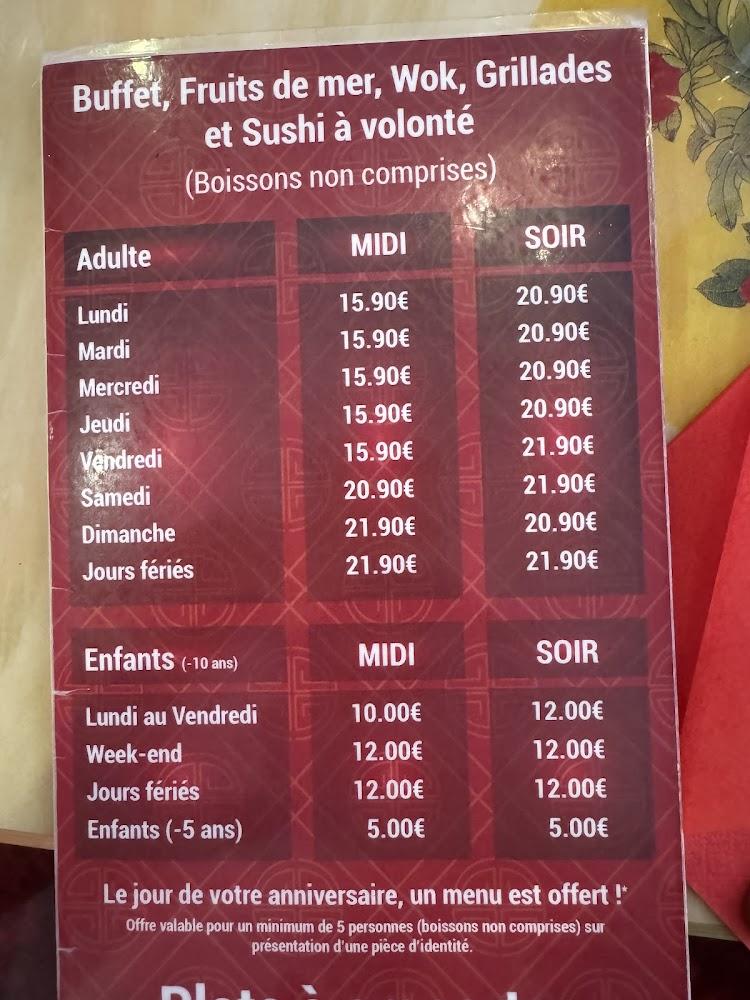 Buffet, Fruits de mer, Wok, Grillades
et Sushi à volonté
(Boissons non comprises)
Adulte MIDI SOIR
Lundi 15.90€ 20.90€
Mardi 15.90€ 20.90€
Mercredi 15.90€ 20.90€
Jeudi 15.90€ 20.90€
Vendredi 15.90€ 21.90€
Samedi 20.90€ 21.90€
Dimanche 21.90€ 20.90€
Jours fériés 21.90€ 21.90€
Enfants (-10 ans) MIDI SOIR
Lundi au Vendredi 10.00€ 12.00€
Week-end 12.00€ 12.00€
Jours fériés 12.00€ 12.00€
Enfants (-5 ans) 5.00€ 5.00€
Le jour de votre anniversaire, un menu est offert !*
Offre valable pour un minimum de 5 personnes (boissons non comprises) sur
présentation d'une pièce d'identité.